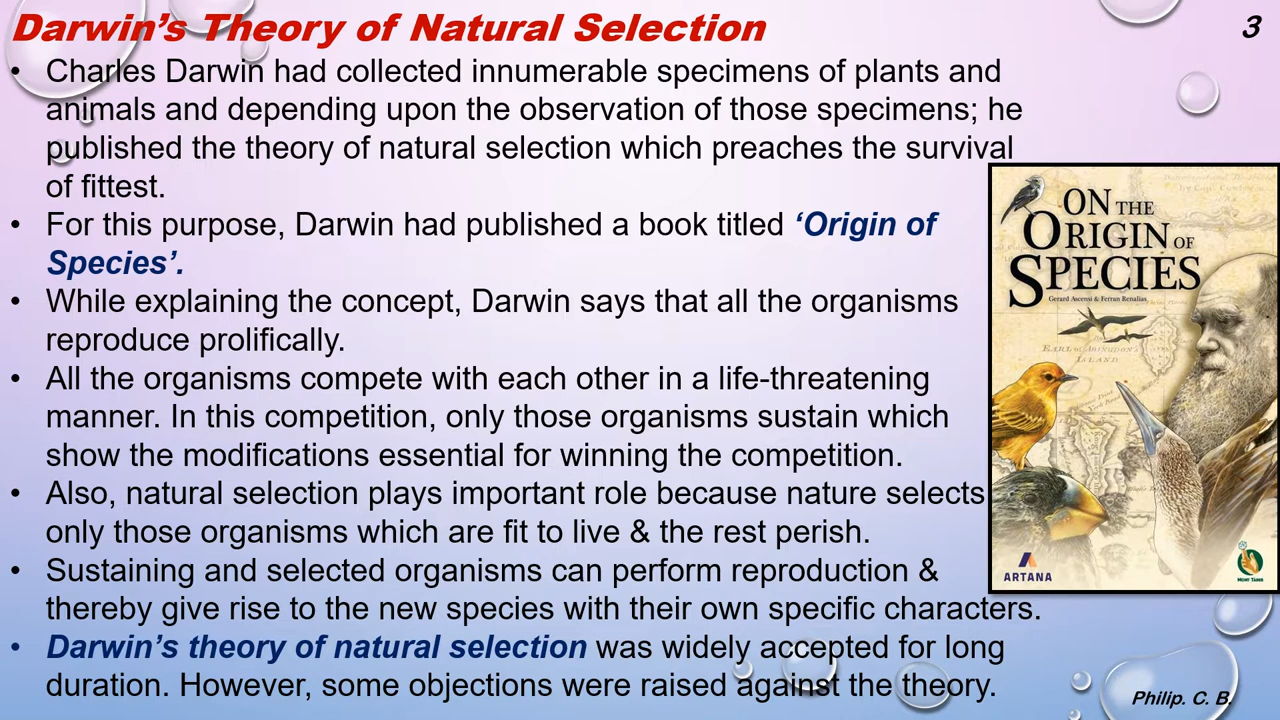 Darwin's Theory of Natural Selection
3
• Charles Darwin had collected innumerable specimens of plants and
animals and depending upon the observation of those specimens; he
published the theory of natural selection which preaches the survival
of fittest.
• For this purpose, Darwin had published a book titled ‘Origin of
Species’.
• While explaining the concept, Darwin says that all the organisms
reproduce prolifically.
• All the organisms compete with each other in a life-threatening
manner. In this competition, only those organisms sustain which
show the modifications essential for winning the competition.
• Also, natural selection plays important role because nature selects
only those organisms which are fit to live & the rest perish.
• Sustaining and selected organisms can perform reproduction &
thereby give rise to the new species with their own specific characters.
• Darwin’s theory of natural selection was widely accepted for long
duration. However, some objections were raised against the theory.
ON THE
ORIGIN OF
SPECIES
Gerard Ascensi & Ferran Renalias
ISLAND
ARTANA
MONT TABER
Philip. C. B.